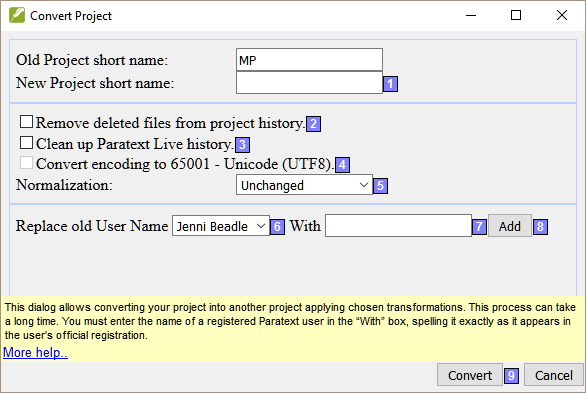 Convert Project
Old Project short name: MP
New Project short name: 1
Remove deleted files from project history. 2
Clean up Paratext Live history. 3
Convert encoding to 65001 - Unicode (UTF8). 4
Normalization: Unchanged 5
Replace old User Name Jenni Beadle 6 With 7 Add 8
This dialog allows converting your project into another project applying chosen transformations. This process can take
a long time. You must enter the name of a registered Paratext user in the “With” box, spelling it exactly as it appears in
the user's official registration.
More help..
Convert 9 Cancel